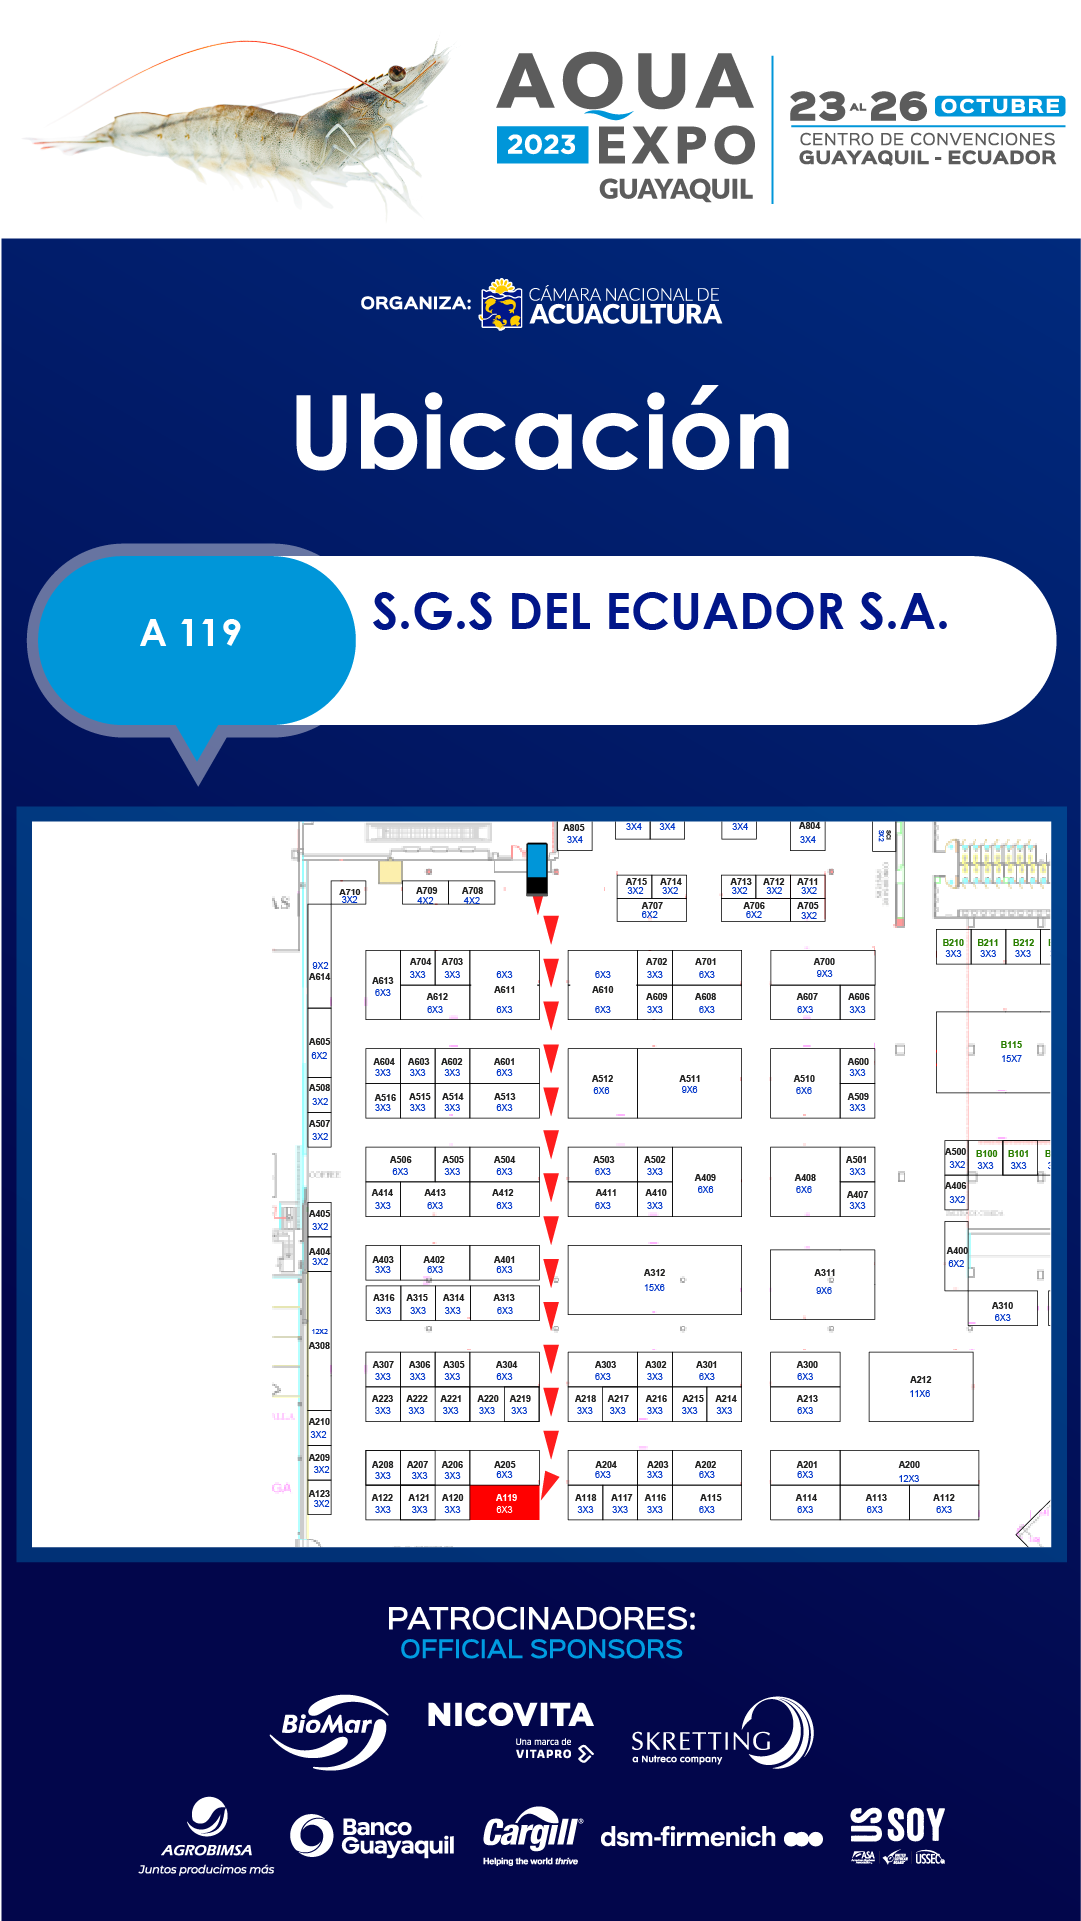 AQUA
2023 EXPO
GUAYAQUIL
23 AL 26 OCTUBRE
CENTRO DE CONVENCIONES
GUAYAQUIL - ECUADOR
ORGANIZA:
CÁMARA NACIONAL DE
ACUACULTURA
Ubicación
A 119
S.G.S DEL ECUADOR S.A.
A805 3X4
3X4 3X4
3X4
A804 3X4
SCI 3X2
A710 3X2
A709 4X2 A708 4X2
A715 3X2 A714 3X2
A707 6X2
A713 3X2 A712 3X2 A711 3X2
A706 6X2 A705 3X2
B210 3X3 B211 3X3 B212 3X3
9X2 A614
A613 6X3 A704 3X3 A703 3X3 6X3
A612 6X3 A611 6X3
6X3 A702 3X3 A701 6X3
A610 6X3 A609 3X3 A608 6X3
A700 9X3
A607 6X3 A606 3X3
A605 6X2
B115 15X7
A604 3X3 A603 3X3 A602 3X3 A601 6X3
A516 3X3 A515 3X3 A514 3X3 A513 6X3
A512 6X6 A511 9X6
A510 6X6 A600 3X3
A509 3X3
A508 3X2
A507 3X2
COFFEE
A506 6X3 A505 3X3 A504 6X3
A414 3X3 A413 6X3 A412 6X3
A503 6X3 A502 3X3 A409 6X6
A411 6X3 A410 3X3
A408 6X6 A501 3X3
A407 3X3
A500 3X2 B100 3X3 B101 3X3
A406 3X2
A405 3X2
A404 3X2
A403 3X3 A402 6X3 A401 6X3
A316 3X3 A315 3X3 A314 3X3 A313 6X3
A312 15X6
A311 9X6
A400 6X2
A310 6X3
12X2 A308
A307 3X3 A306 3X3 A305 3X3 A304 6X3
A223 3X3 A222 3X3 A221 3X3 A220 3X3 A219 3X3
A303 6X3 A302 3X3 A301 6X3
A218 3X3 A217 3X3 A216 3X3 A215 3X3 A214 3X3
A300 6X3
A213 6X3
A212 11X6
A210 3X2
A209 3X2
A123 3X2
A208 3X3 A207 3X3 A206 3X3 A205 6X3
A122 3X3 A121 3X3 A120 3X3 A119 6X3
A204 6X3 A203 3X3 A202 6X3
A118 3X3 A117 3X3 A116 3X3 A115 6X3
A201 6X3 A200 12X3
A114 6X3 A113 6X3 A112 6X3
PATROCINADORES:
OFFICIAL SPONSORS
BioMar
NICOVITA
Una marca de
VITAPRO
SKRETTING
a Nutreco company
AGROBIMSA
Juntos producimos más
Banco
Guayaquil
Cargill®
Helping the world thrive
dsm-firmenich
US SOY
ASA
USSEC